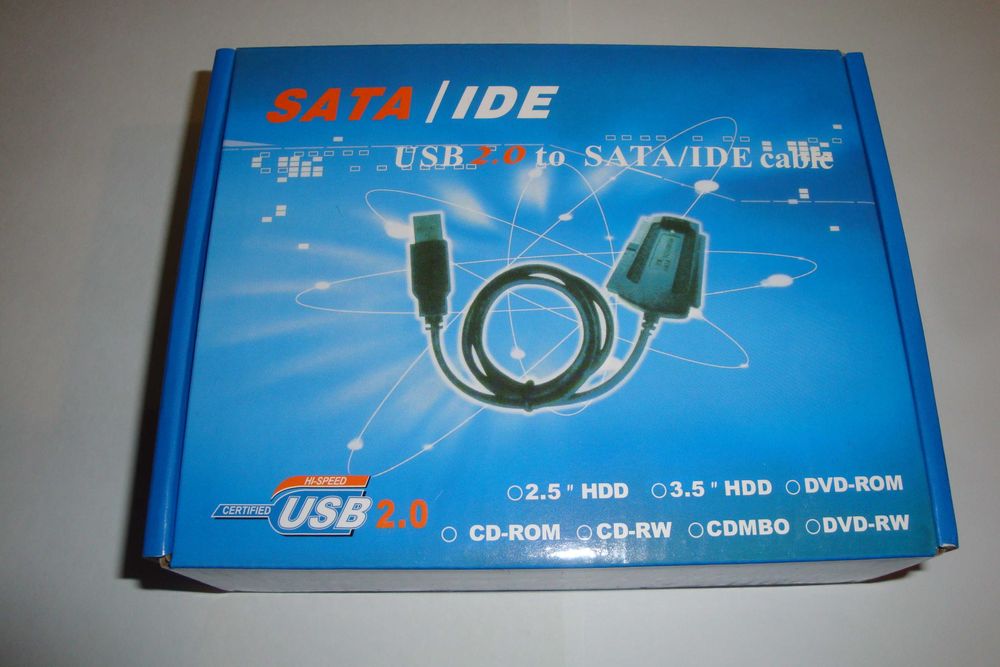 SATA / IDE
USB 2.0 to SATA/IDE cable
HI-SPEED
CERTIFIED USB 2.0
2.5" HDD 3.5" HDD DVD-ROM
CD-ROM CD-RW CDMBO DVD-RW